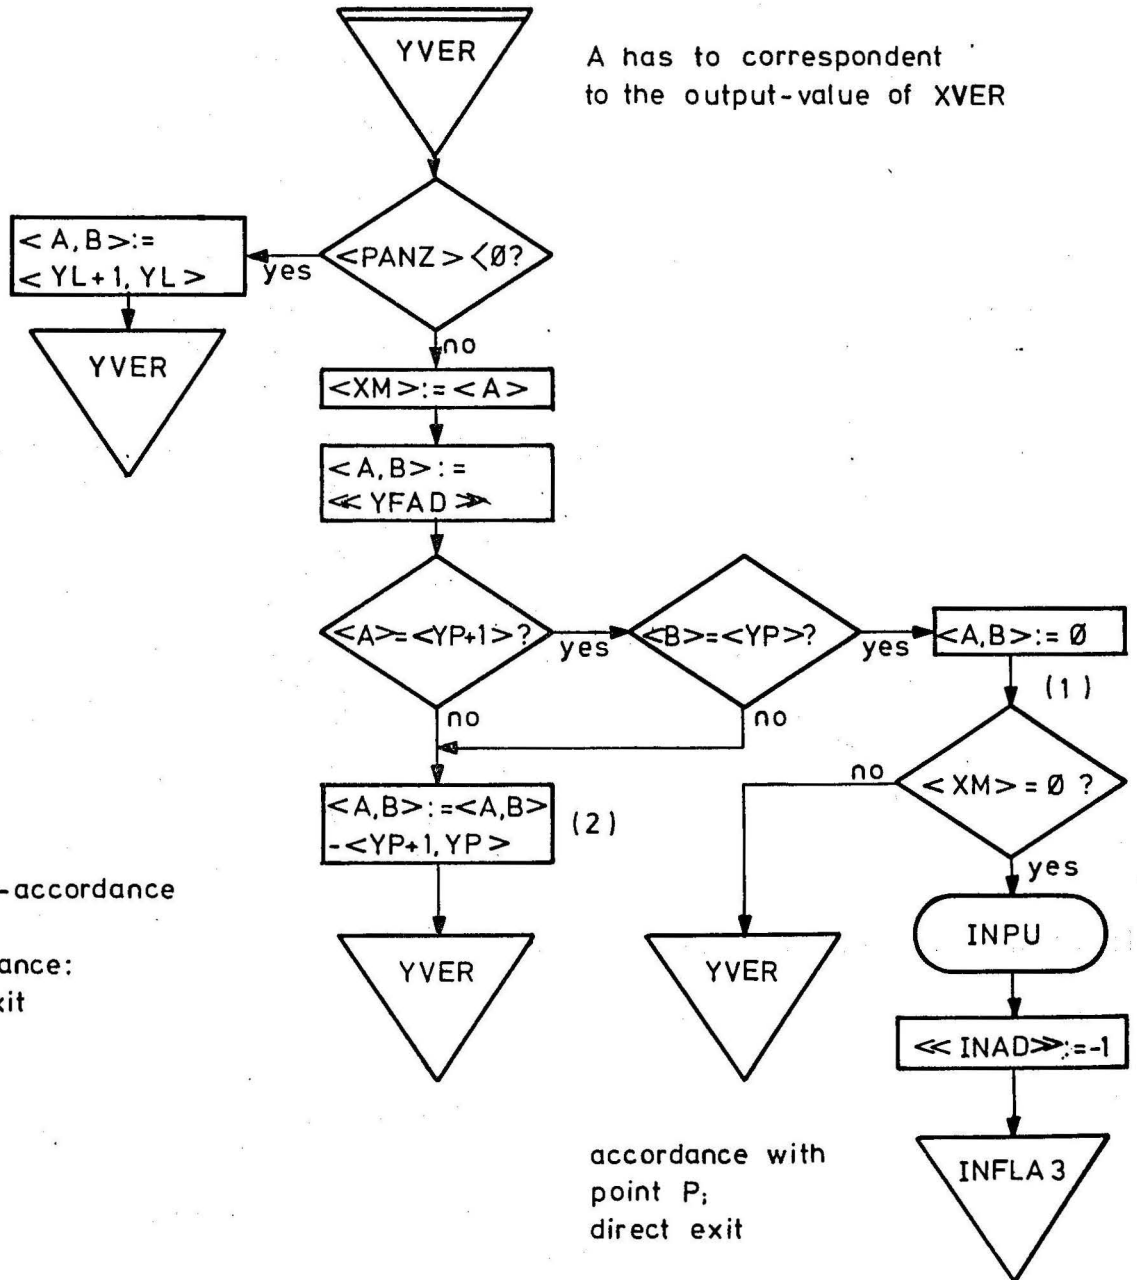 YVER
A has to correspondent
to the output-value of XVER
<PANZ> <Ø?
yes
<A,B>:=
<YL+1,YL>
YVER
no
<XM>:=<A>
<A,B>:=
≪YFAD≫
<A>=<YP+1>?
yes
<B>=<YP>?
yes
<A,B>:= Ø
(1)
no
no
<XM>=Ø ?
no
yes
<A,B>:=<A,B>
-<YP+1,YP>
(2)
-accordance
ance:
xit
YVER
YVER
INPU
≪INAD≫:=-1
INFLA3
accordance with
point P;
direct exit